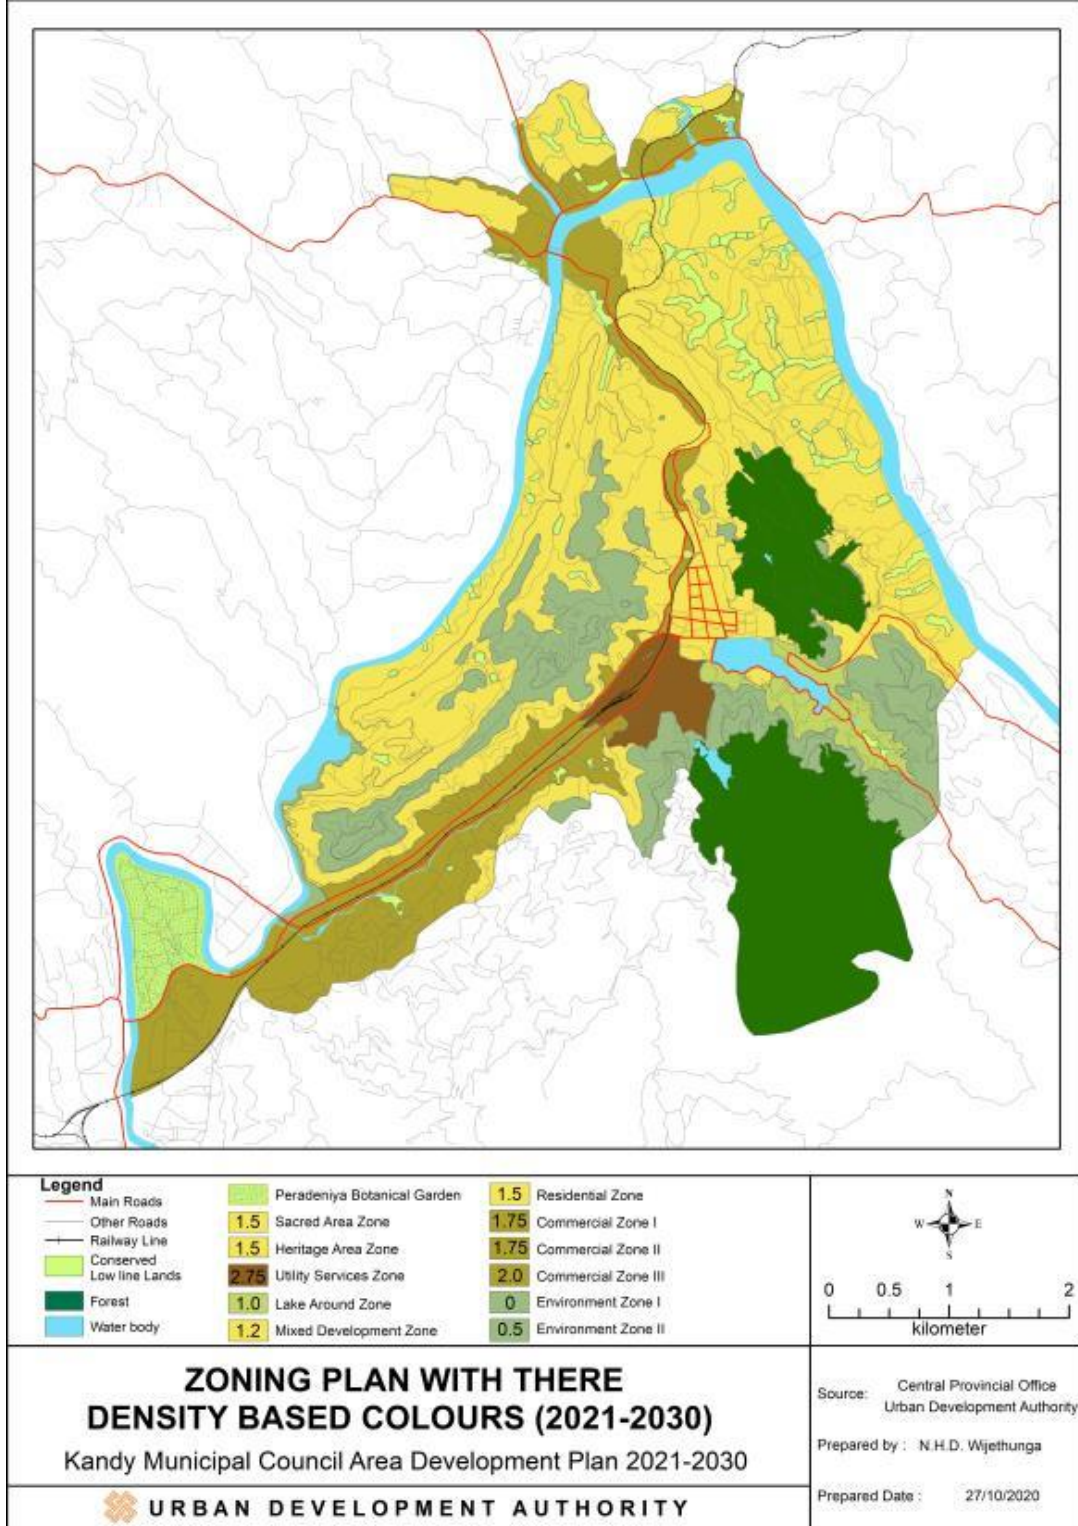 Legend
Main Roads
Other Roads
Railway Line
Conserved
Low line Lands
Forest
Water body
Peradeniya Botanical Garden
1.5 Sacred Area Zone
1.5 Heritage Area Zone
2.75 Utility Services Zone
1.0 Lake Around Zone
1.2 Mixed Development Zone
1.5 Residential Zone
1.75 Commercial Zone I
1.75 Commercial Zone II
2.0 Commercial Zone III
0 Environment Zone I
0.5 Environment Zone II
N
W E
S
0 0.5 1 2
kilometer
ZONING PLAN WITH THERE
DENSITY BASED COLOURS (2021-2030)
Kandy Municipal Council Area Development Plan 2021-2030
URBAN DEVELOPMENT AUTHORITY
Source: Central Provincial Office
Urban Development Authority
Prepared by : N.H.D. Wijethunga
Prepared Date : 27/10/2020